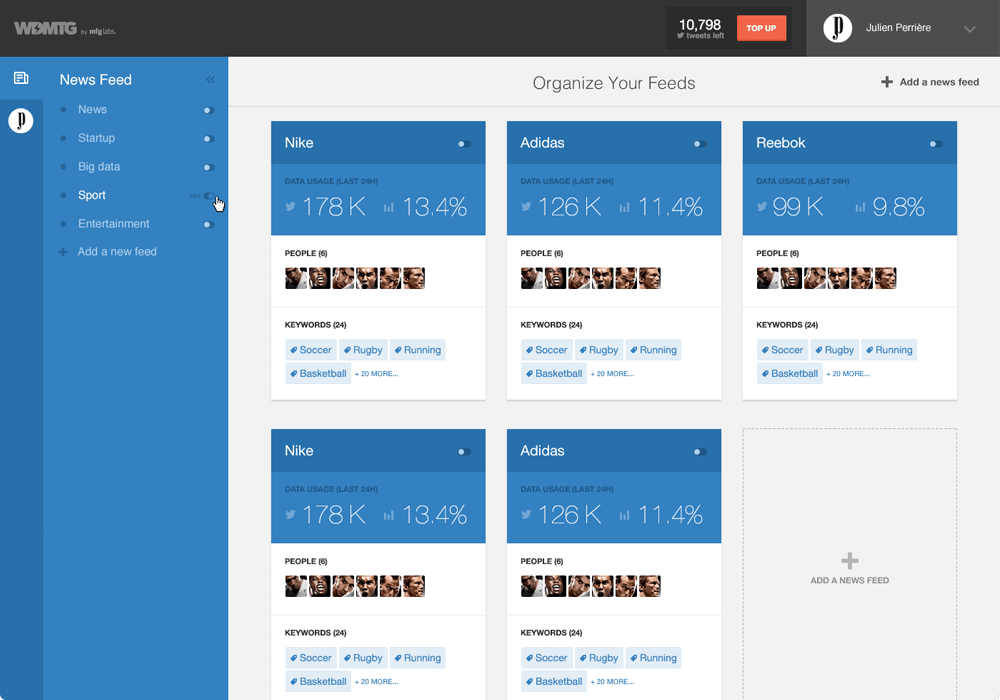 WDMTG by mfg labs.
10,798
tweets left
TOP UP
Julien Perrière
News Feed
News
Startup
Big data
Sport OFF
Entertainment
+ Add a new feed
Organize Your Feeds
+ Add a news feed
Nike
DATA USAGE (LAST 24H)
178 K 13.4%
PEOPLE (6)
KEYWORDS (24)
Soccer Rugby Running
Basketball + 20 MORE...
Adidas
DATA USAGE (LAST 24H)
126 K 11.4%
PEOPLE (6)
KEYWORDS (24)
Soccer Rugby Running
Basketball + 20 MORE...
Reebok
DATA USAGE (LAST 24H)
99 K 9.8%
PEOPLE (6)
KEYWORDS (24)
Soccer Rugby Running
Basketball + 20 MORE...
Nike
DATA USAGE (LAST 24H)
178 K 13.4%
PEOPLE (6)
KEYWORDS (24)
Soccer Rugby Running
Basketball + 20 MORE...
Adidas
DATA USAGE (LAST 24H)
126 K 11.4%
PEOPLE (6)
KEYWORDS (24)
Soccer Rugby Running
Basketball + 20 MORE...
ADD A NEWS FEED